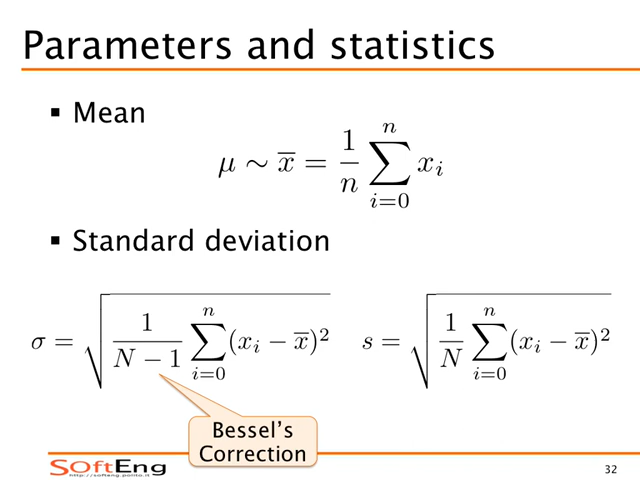 Parameters and statistics
▪ Mean
μ ∼ x̄ = 1/n ∑_{i=0}^{n} x_i
▪ Standard deviation
σ = √(1/(N − 1) ∑_{i=0}^{n} (x_i − x̄)²) s = √(1/N ∑_{i=0}^{n} (x_i − x̄)²)
Bessel's
Correction
SOftEng
http://softeng.polito.it
32